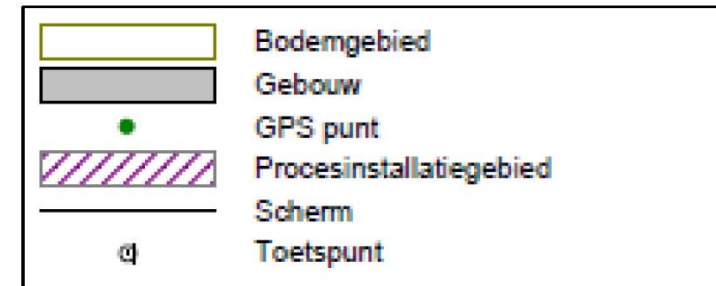 Bodemgebied
Gebouw
GPS punt
Procesinstallatiegebied
Scherm
Toetspunt